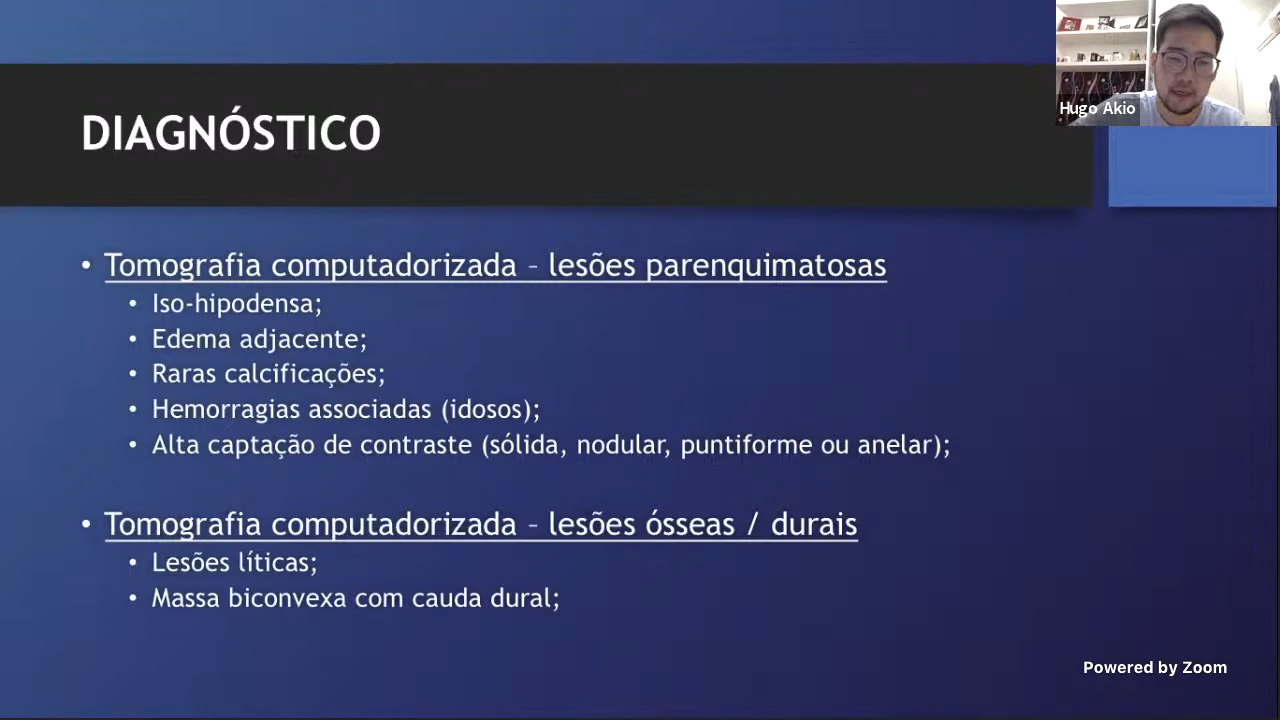 Hugo Akio
DIAGNÓSTICO
• Tomografia computadorizada – lesões parenquimatosas
• Iso-hipodensa;
• Edema adjacente;
• Raras calcificações;
• Hemorragias associadas (idosos);
• Alta captação de contraste (sólida, nodular, puntiforme ou anelar);
• Tomografia computadorizada – lesões ósseas / durais
• Lesões líticas;
• Massa biconvexa com cauda dural;
Powered by Zoom